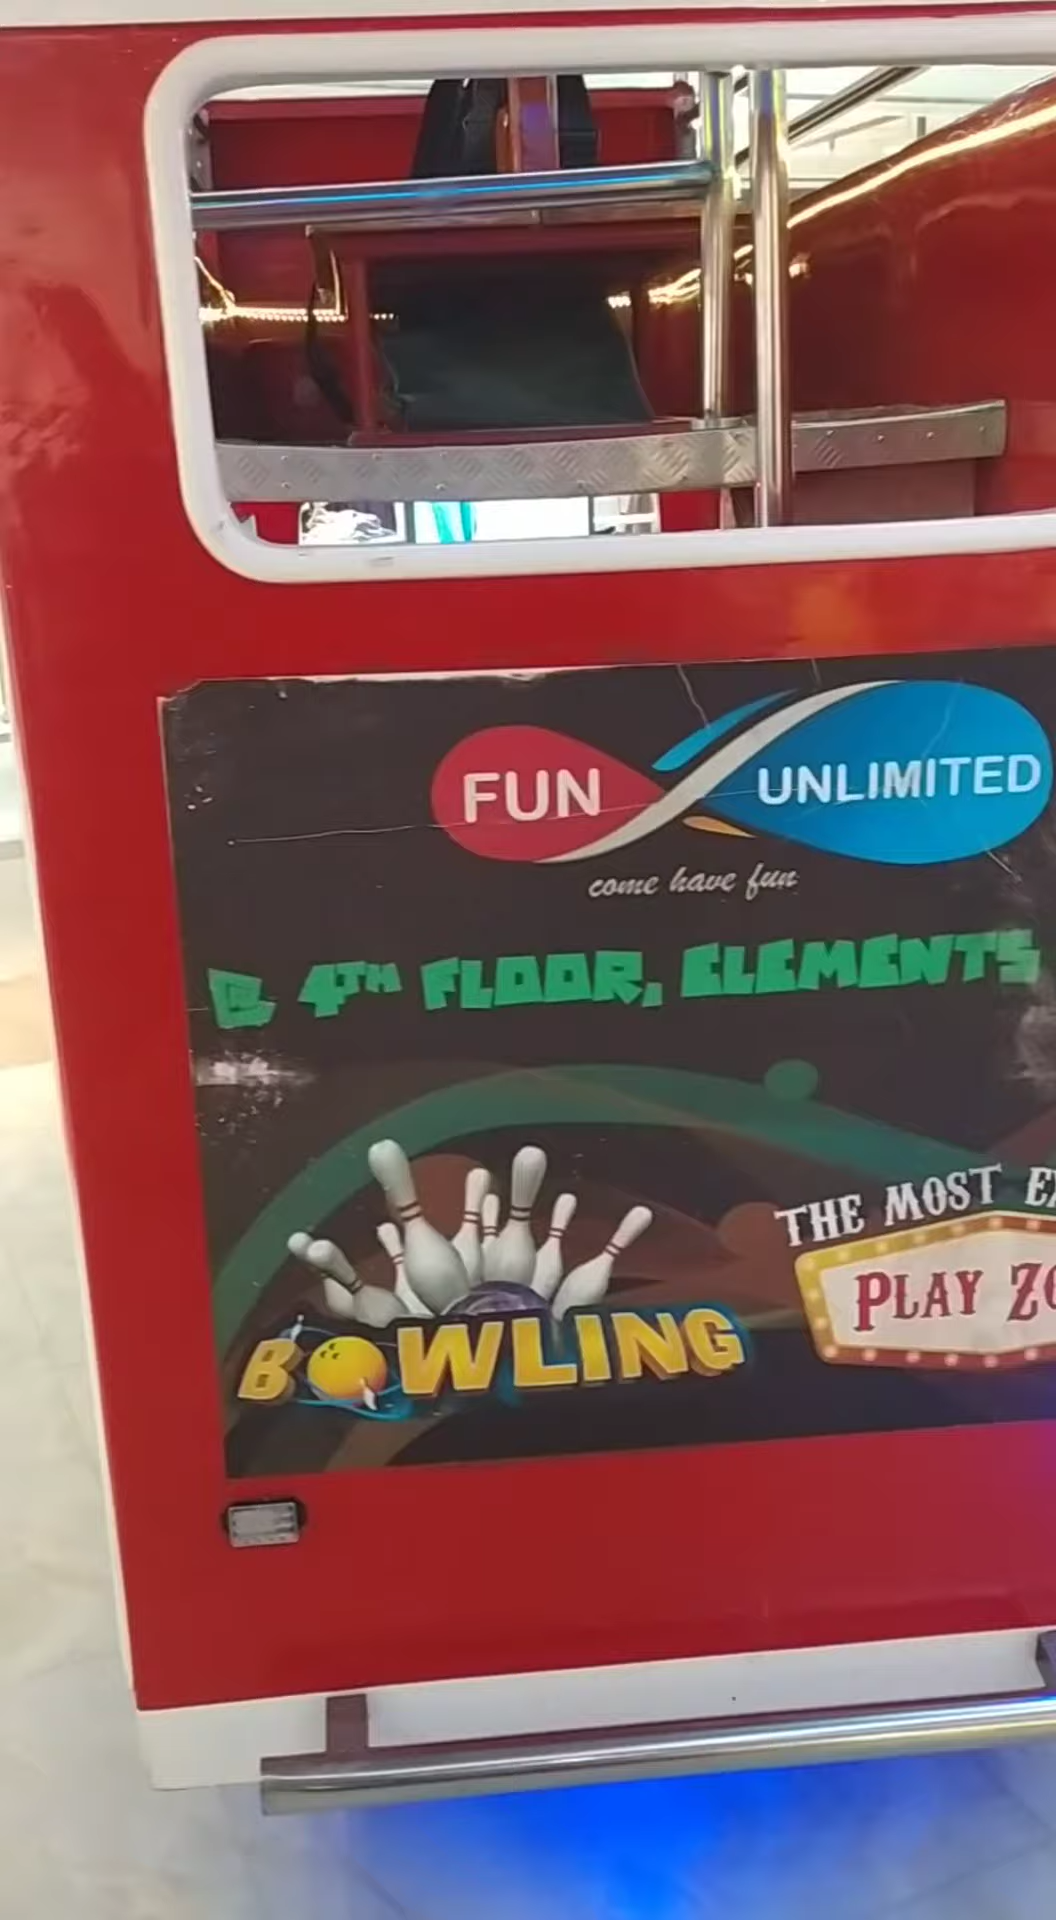 FUN UNLIMITED
come have fun
@ 4TH FLOOR, ELEMENTS
THE MOST
PLAY
BOWLING